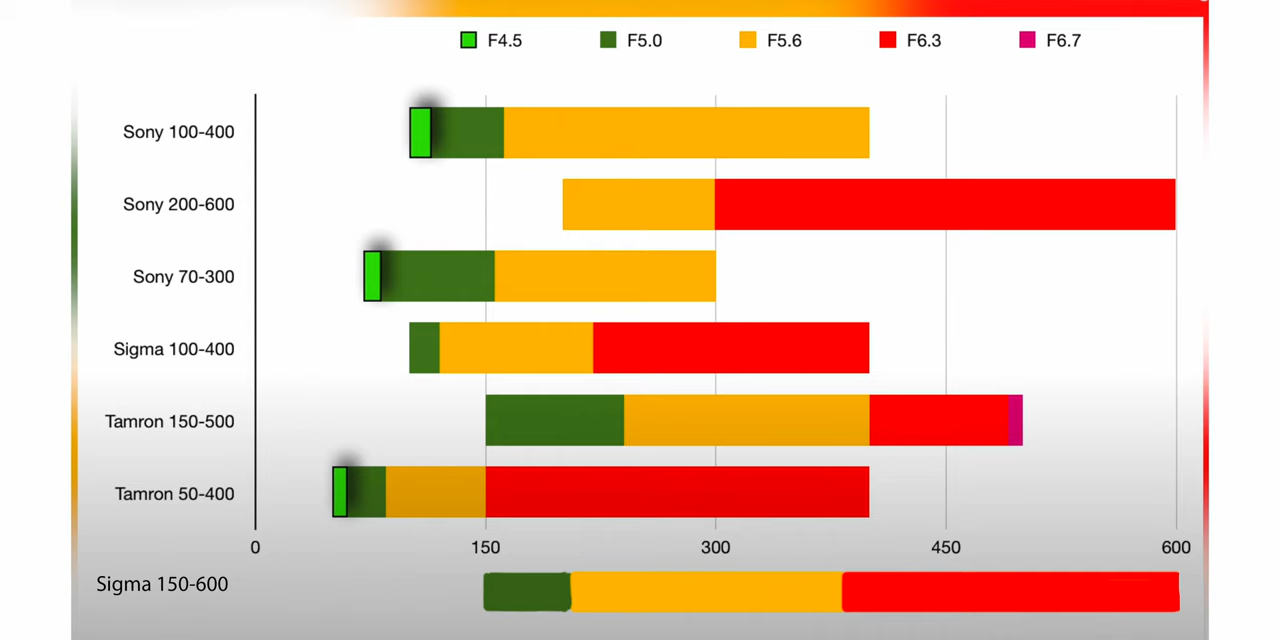 F4.5 F5.0 F5.6 F6.3 F6.7
Sony 100-400
Sony 200-600
Sony 70-300
Sigma 100-400
Tamron 150-500
Tamron 50-400
0 150 300 450 600
Sigma 150-600